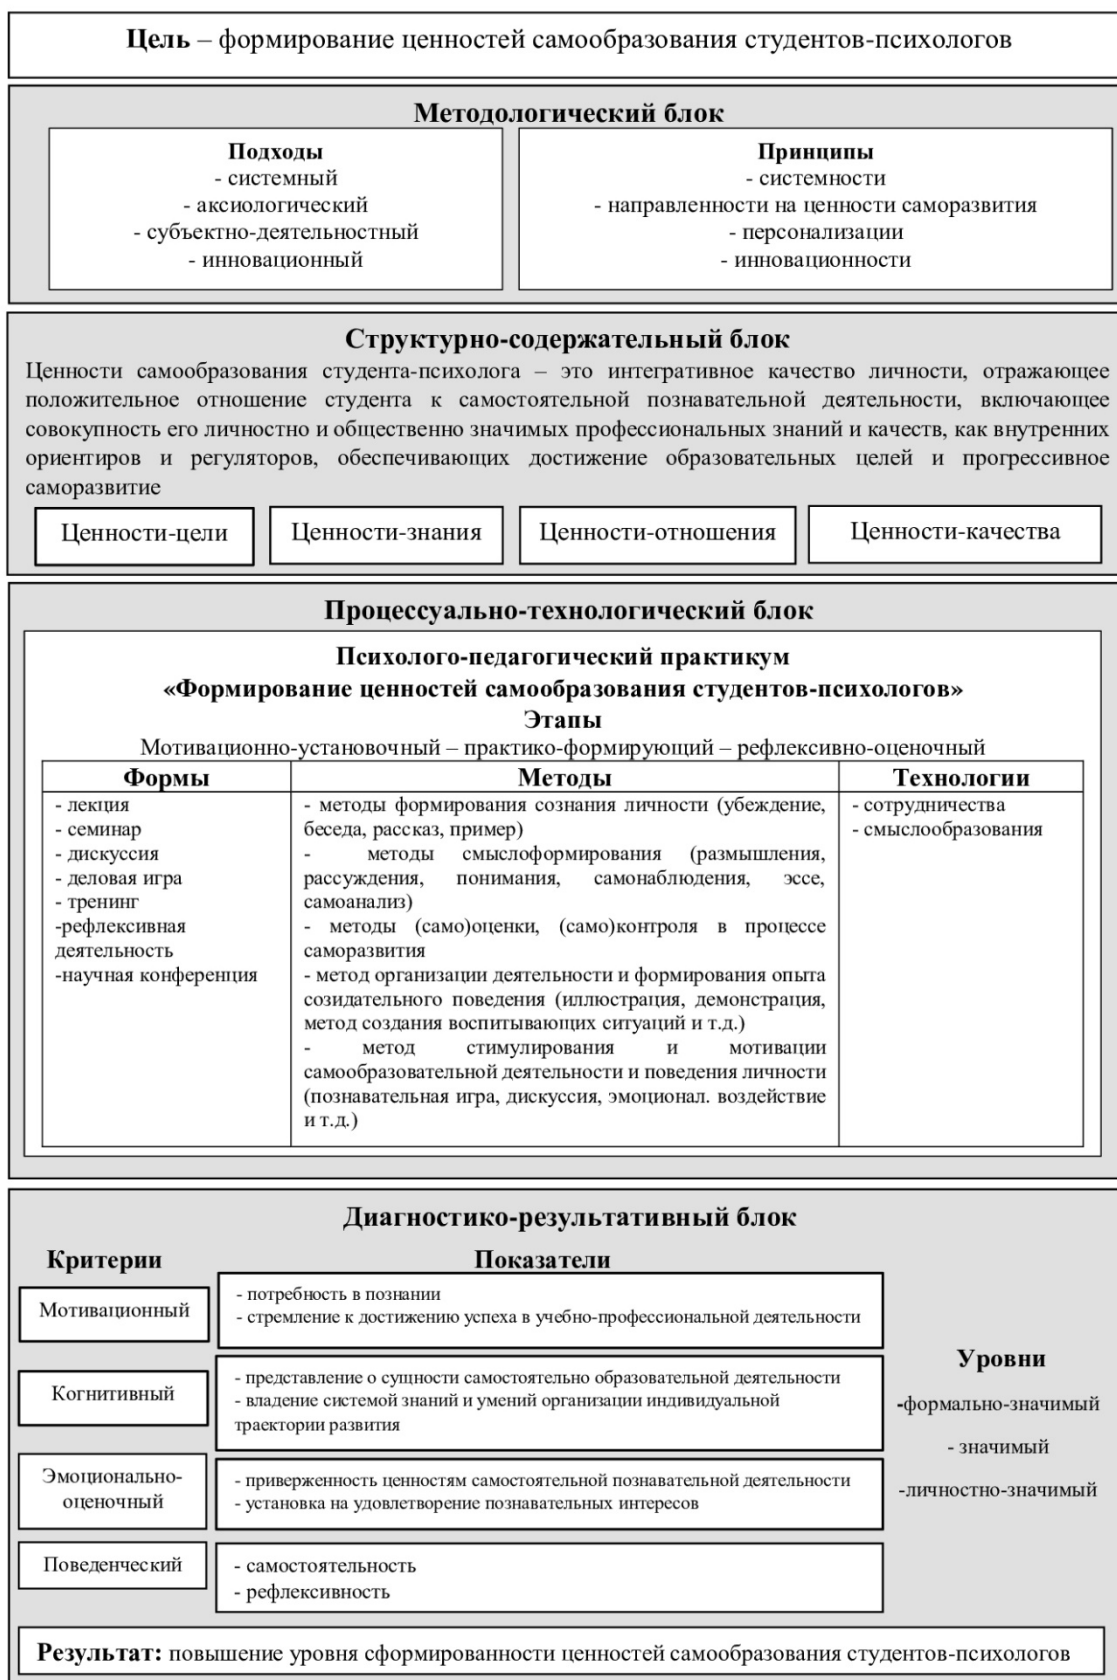 Цель – формирование ценностей самообразования студентов-психологов
Методологический блок
Подходы
- системный
- аксиологический
- субъектно-деятельностный
- инновационный
Принципы
- системности
- направленности на ценности саморазвития
- персонализации
- инновационности
Структурно-содержательный блок
Ценности самообразования студента-психолога – это интегративное качество личности, отражающее
положительное отношение студента к самостоятельной познавательной деятельности, включающее
совокупность его личностно и общественно значимых профессиональных знаний и качеств, как внутренних
ориентиров и регуляторов, обеспечивающих достижение образовательных целей и прогрессивное
саморазвитие
Ценности-цели
Ценности-знания
Ценности-отношения
Ценности-качества
Процессуально-технологический блок
Психолого-педагогический практикум
«Формирование ценностей самообразования студентов-психологов»
Этапы
Мотивационно-установочный – практико-формирующий – рефлексивно-оценочный
Формы
- лекция
- семинар
- дискуссия
- деловая игра
- тренинг
-рефлексивная
деятельность
-научная конференция
Методы
- методы формирования сознания личности (убеждение,
беседа, рассказ, пример)
- методы смыслоформирования (размышления,
рассуждения, понимания, самонаблюдения, эссе,
самоанализ)
- методы (само)оценки, (само)контроля в процессе
саморазвития
- метод организации деятельности и формирования опыта
созидательного поведения (иллюстрация, демонстрация,
метод создания воспитывающих ситуаций и т.д.)
- метод стимулирования и мотивации
самообразовательной деятельности и поведения личности
(познавательная игра, дискуссия, эмоционал. воздействие
и т.д.)
Технологии
- сотрудничества
- смыслообразования
Диагностико-результативный блок
Критерии
Показатели
Мотивационный
- потребность в познании
- стремление к достижению успеха в учебно-профессиональной деятельности
Когнитивный
- представление о сущности самостоятельно образовательной деятельности
- владение системой знаний и умений организации индивидуальной
траектории развития
Эмоционально-
оценочный
- приверженность ценностям самостоятельной познавательной деятельности
- установка на удовлетворение познавательных интересов
Поведенческий
- самостоятельность
- рефлексивность
Уровни
-формально-значимый
- значимый
-личностно-значимый
Результат: повышение уровня сформированности ценностей самообразования студентов-психологов